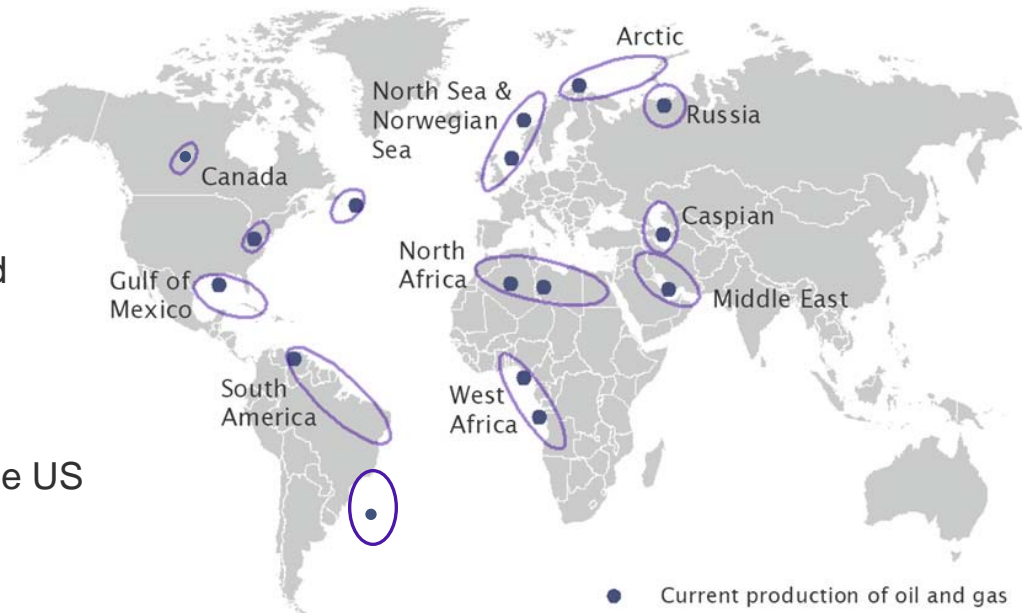 Arctic
North Sea &
Norwegian
Sea
Russia
Canada
Caspian
North
Africa
d
Gulf of
Mexico
Middle East
South
America
West
Africa
e US
Current production of oil and gas